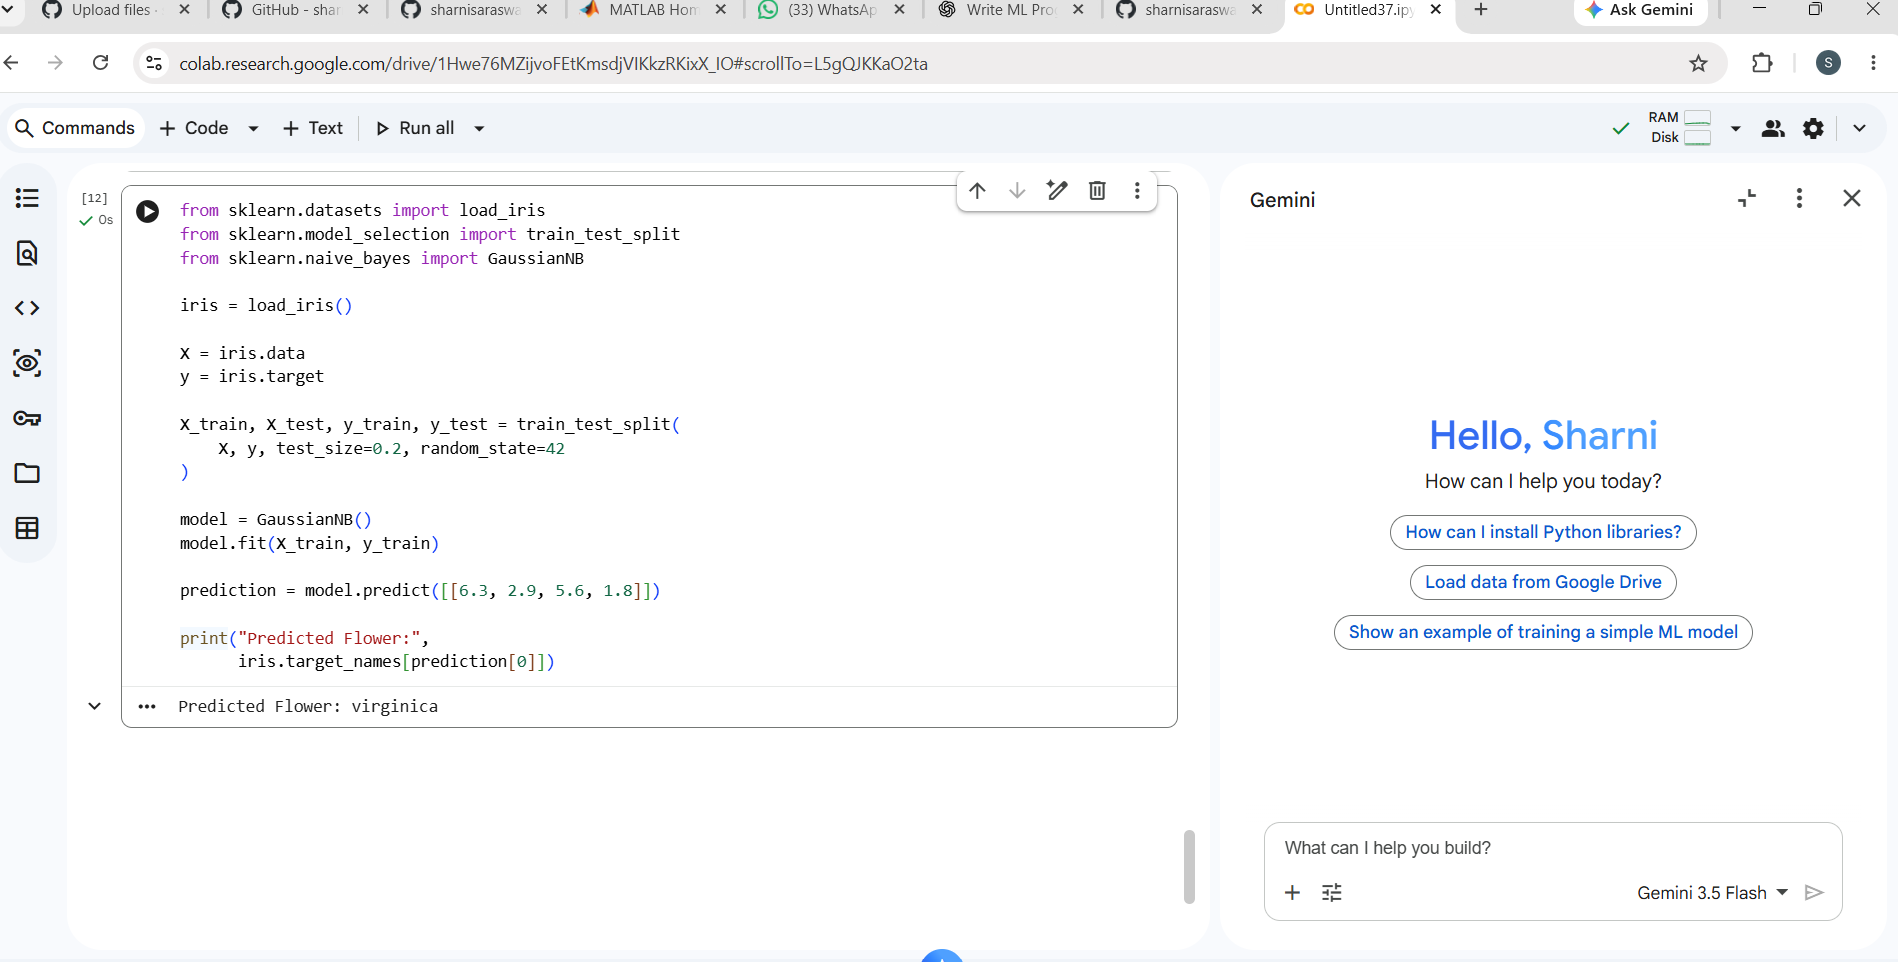 Upload files
GitHub - shar
sharnisaraswa
MATLAB Hom
(33) WhatsAp
Write ML Pro
sharnisaraswa
Untitled37.ipy
Ask Gemini
colab.research.google.com/drive/1Hwe76MZijvoFEtKmsdjVIKkzRKixX_IO#scrollTo=L5gQJKKaO2ta
S
Commands
+ Code
+ Text
Run all
RAM
Disk
[12]
0s
from sklearn.datasets import load_iris
from sklearn.model_selection import train_test_split
from sklearn.naive_bayes import GaussianNB
iris = load_iris()
X = iris.data
y = iris.target
X_train, X_test, y_train, y_test = train_test_split(
    X, y, test_size=0.2, random_state=42
)
model = GaussianNB()
model.fit(X_train, y_train)
prediction = model.predict([[6.3, 2.9, 5.6, 1.8]])
print("Predicted Flower:",
      iris.target_names[prediction[0]])
Predicted Flower: virginica
Gemini
Hello, Sharni
How can I help you today?
How can I install Python libraries?
Load data from Google Drive
Show an example of training a simple ML model
What can I help you build?
Gemini 3.5 Flash